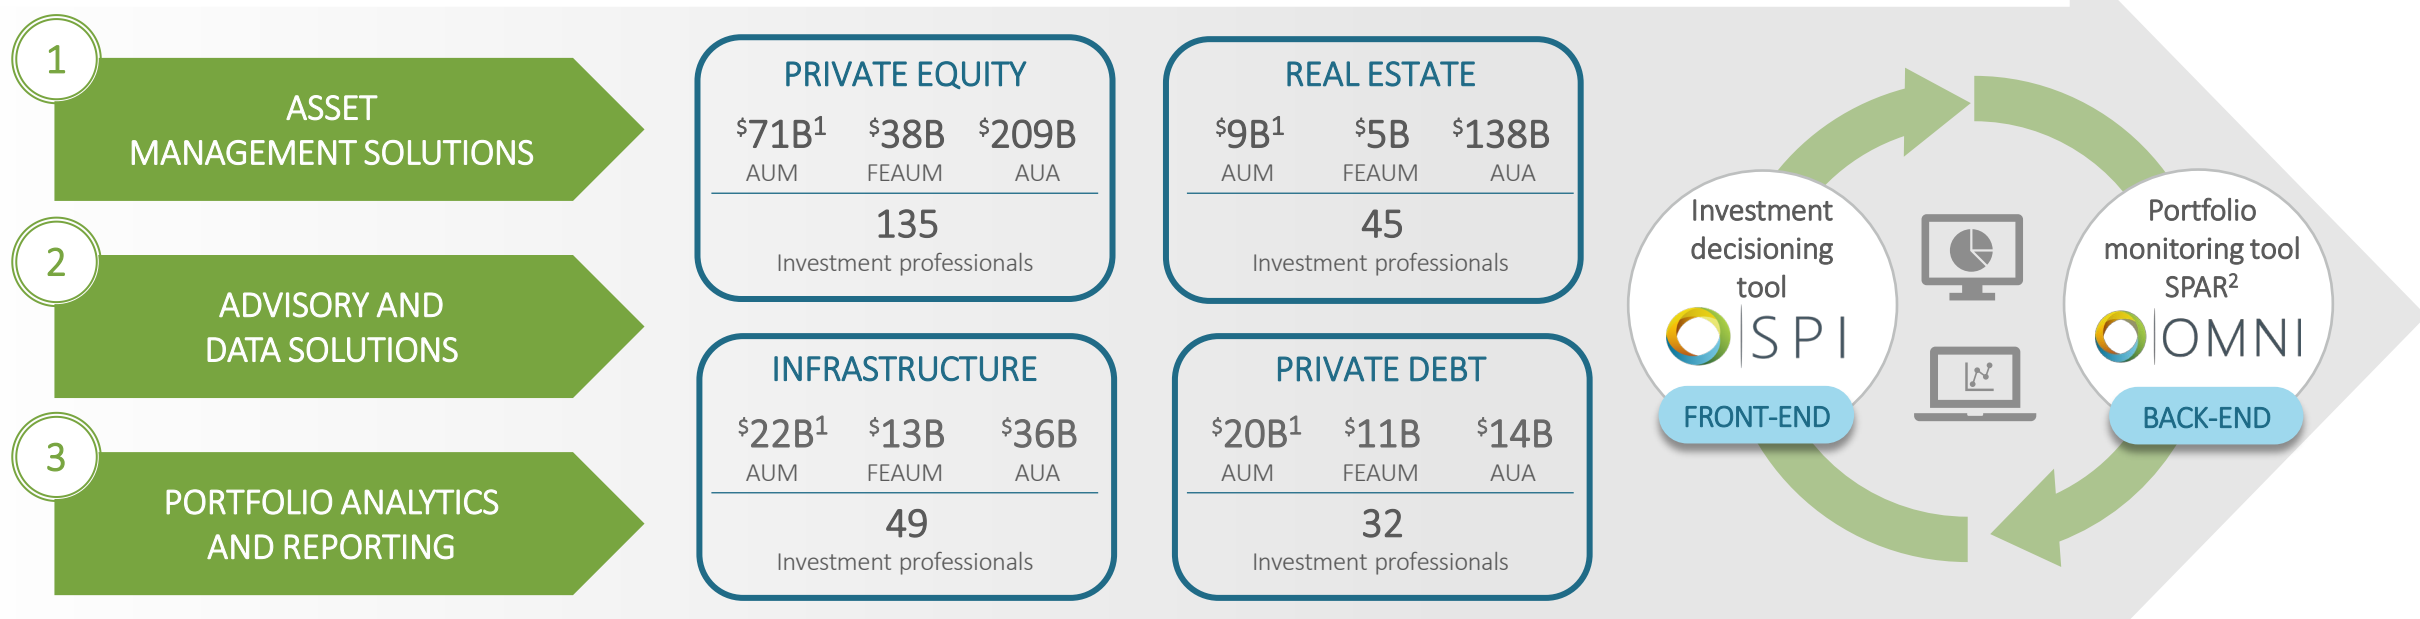 1
ASSET
MANAGEMENT SOLUTIONS
2
ADVISORY AND
DATA SOLUTIONS
3
PORTFOLIO ANALYTICS
AND REPORTING
PRIVATE EQUITY
$71B1 $38B $209B
AUM FEAUM AUA
135
Investment professionals
REAL ESTATE
$9B1 $5B $138B
AUM FEAUM AUA
45
Investment professionals
INFRASTRUCTURE
$22B1 $13B $36B
AUM FEAUM AUA
49
Investment professionals
PRIVATE DEBT
$20B1 $11B $14B
AUM FEAUM AUA
32
Investment professionals
Investment
decisioning
tool
SPI
FRONT-END
Portfolio
monitoring tool
SPAR2
OMNI
BACK-END